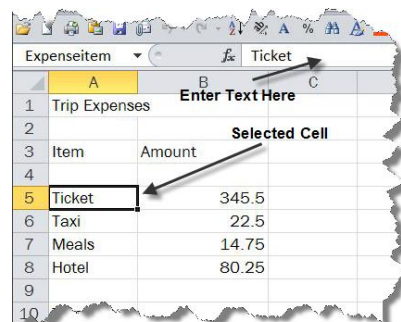 Expenseitem fx Ticket
A B C
Enter Text Here
1 Trip Expenses
2 Selected Cell
3 Item Amount
4
5 Ticket 345.5
6 Taxi 22.5
7 Meals 14.75
8 Hotel 80.25
9
10